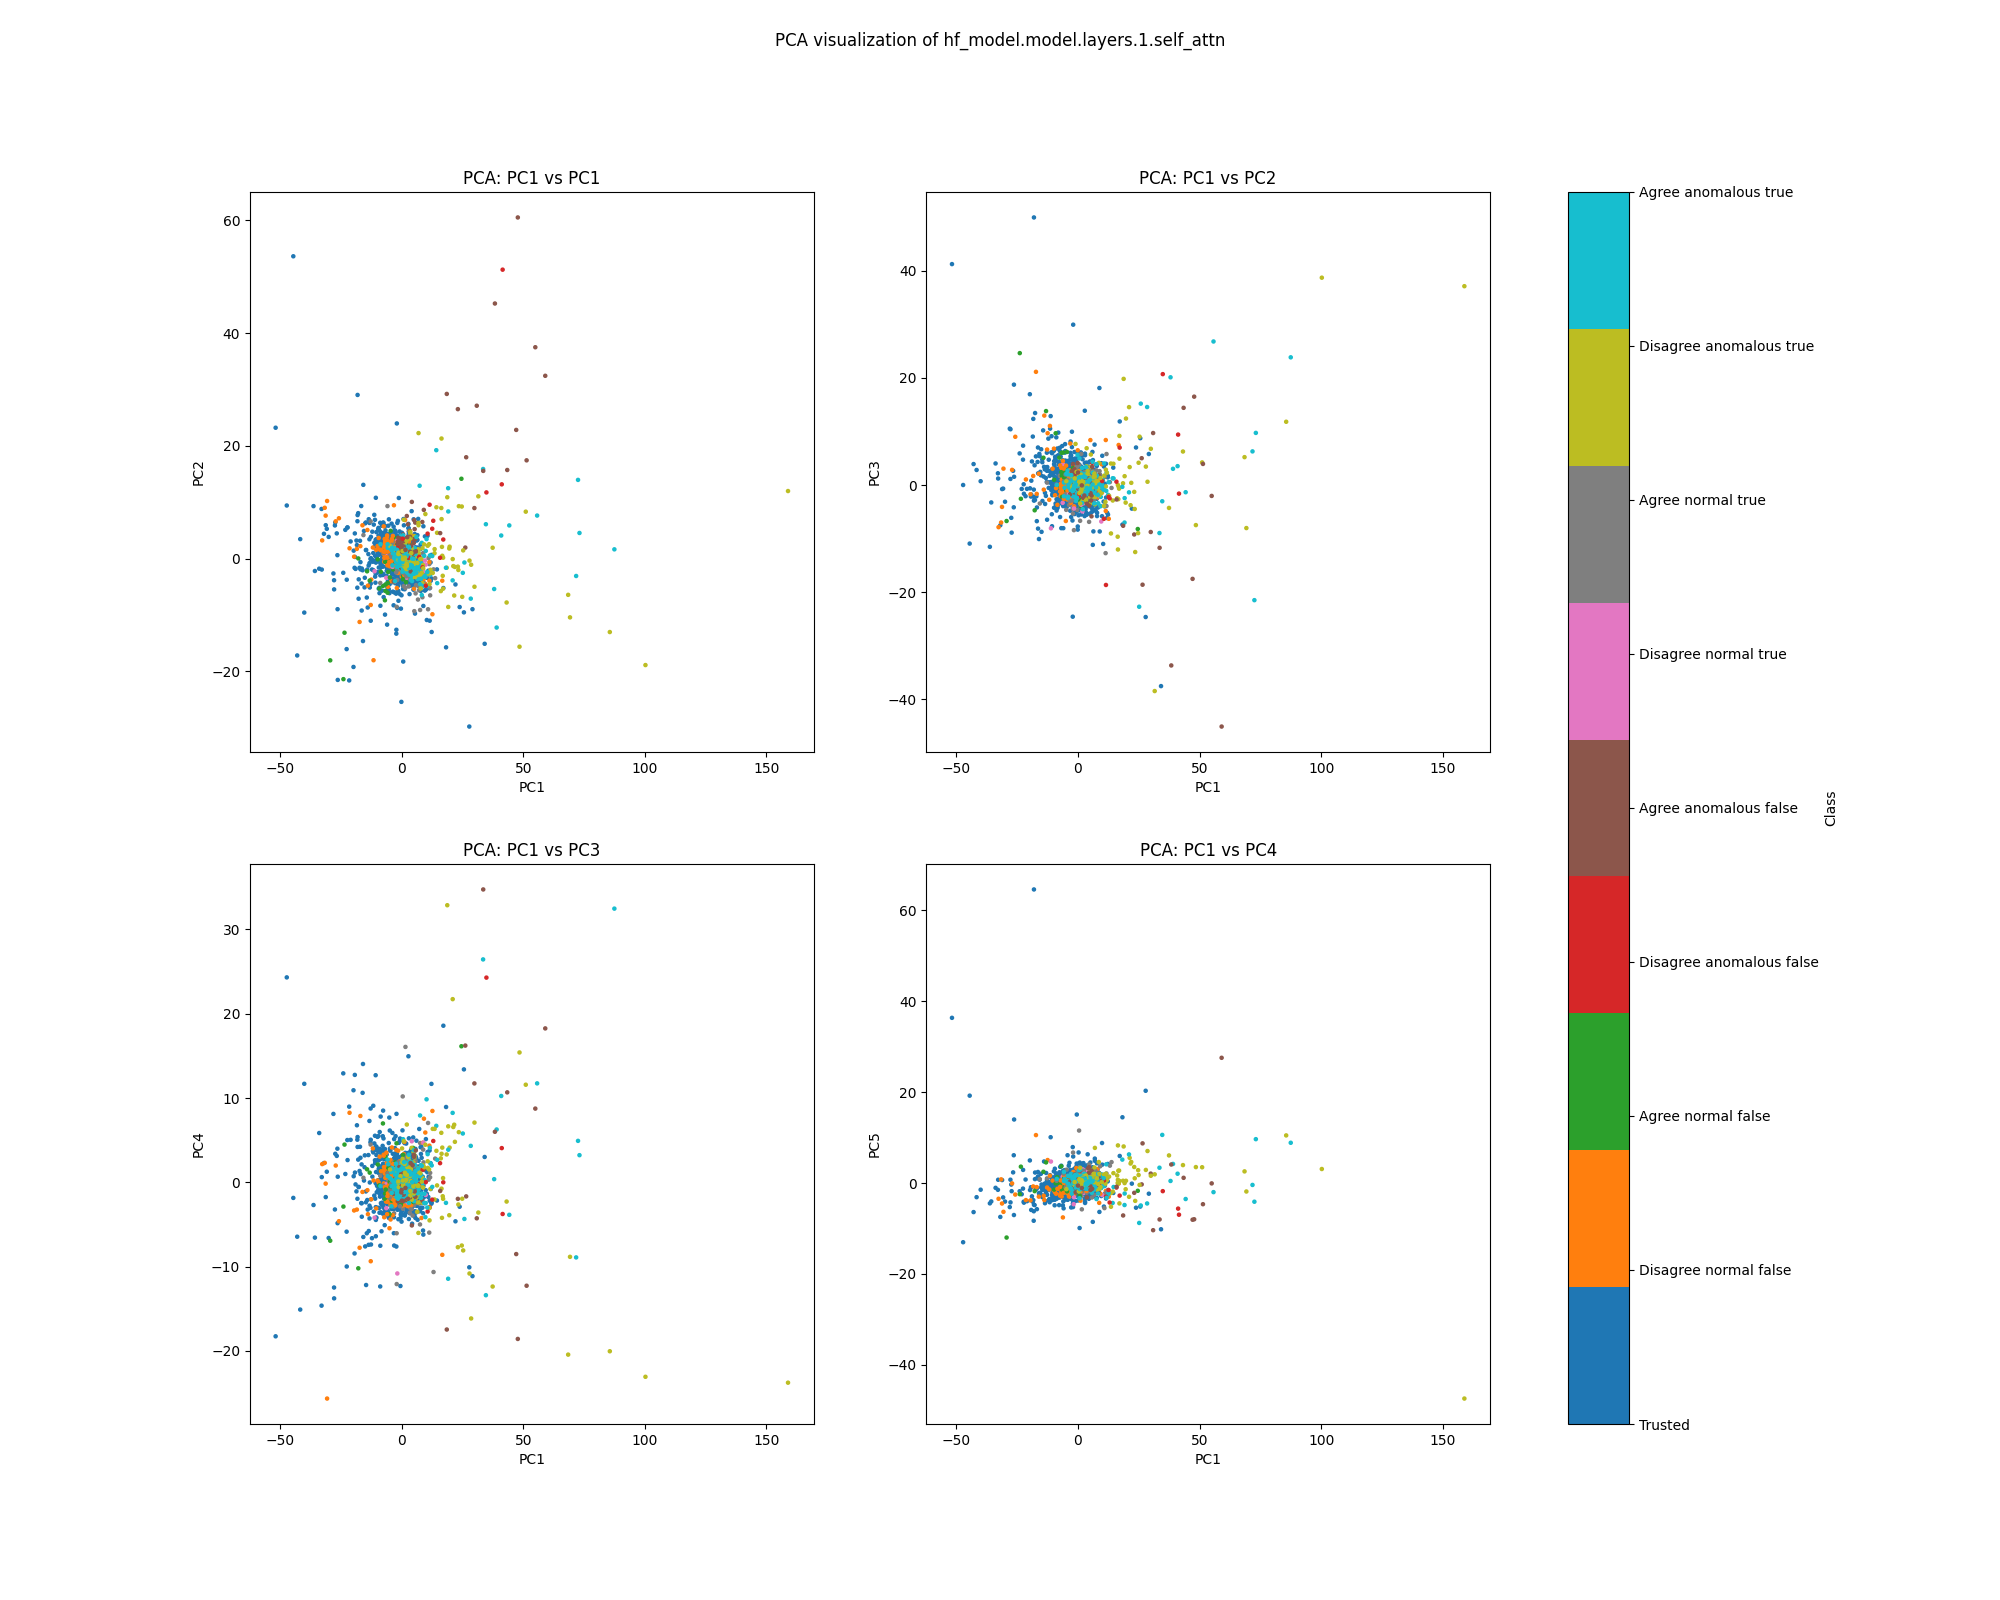 PCA visualization of hf_model.model.layers.1.self_attn
PCA: PC1 vs PC1
60
40
20
0
−20
PC2
−50 0 50 100 150
PC1
PCA: PC1 vs PC2
40
20
0
−20
−40
PC3
−50 0 50 100 150
PC1
PCA: PC1 vs PC3
30
20
10
0
−10
−20
PC4
−50 0 50 100 150
PC1
PCA: PC1 vs PC4
60
40
20
0
−20
−40
PC5
−50 0 50 100 150
PC1
Agree anomalous true
Disagree anomalous true
Agree normal true
Disagree normal true
Agree anomalous false
Disagree anomalous false
Agree normal false
Disagree normal false
Trusted
Class